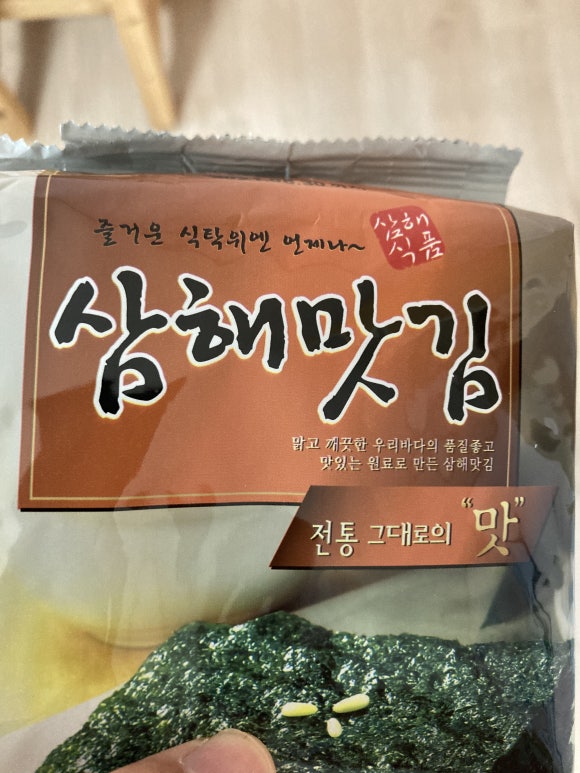 즐거운 식탁위엔 언제나~
삼해
식품
삼해맛김
맑고 깨끗한 우리바다의 품질좋고
맛있는 원료로 만든 삼해맛김
전통 그대로의 "맛"